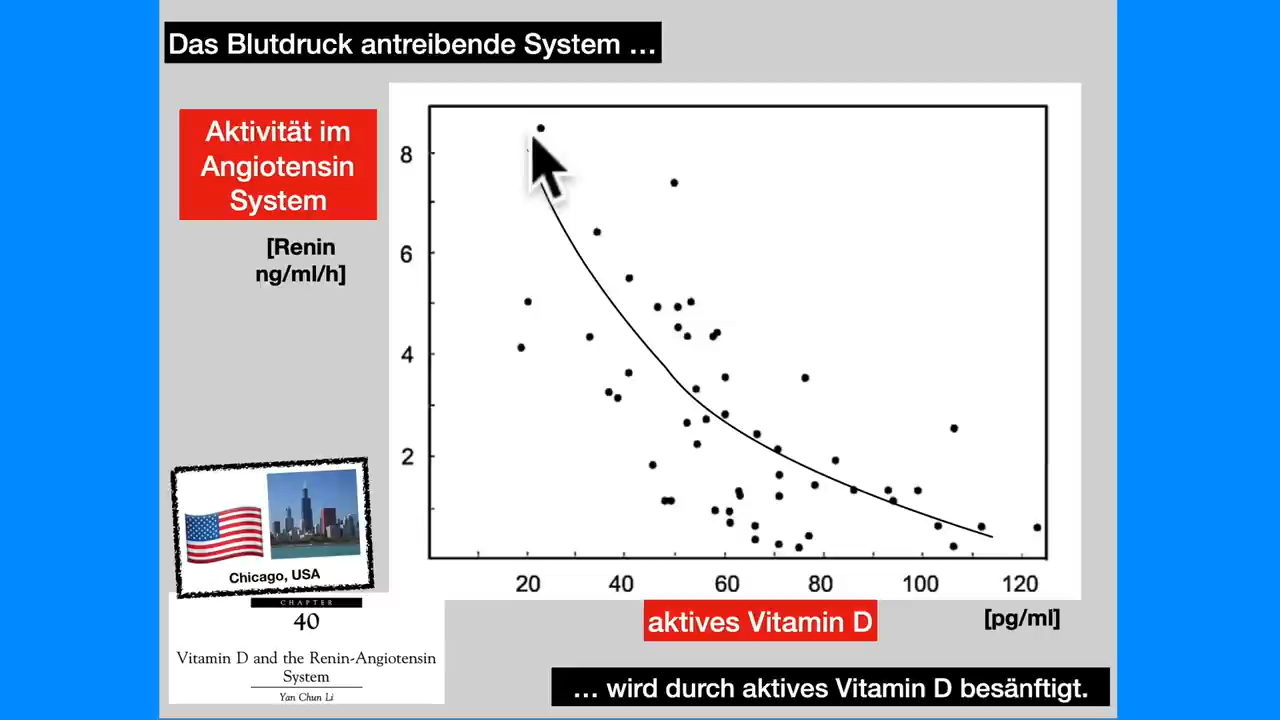 Das Blutdruck antreibende System …
Aktivität im
Angiotensin
System
[Renin
ng/ml/h]
8
6
4
2
20 40 60 80 100 120
aktives Vitamin D
[pg/ml]
Chicago, USA
CHAPTER
40
Vitamin D and the Renin-Angiotensin
System
Yan Chun Li
… wird durch aktives Vitamin D besänftigt.